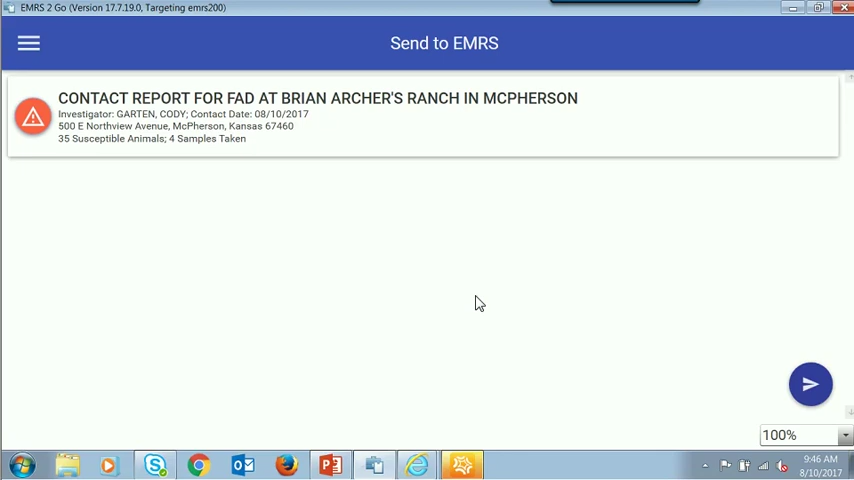 EMRS 2 Go (Version 17.7.19.0, Targeting emrs200)
Send to EMRS
CONTACT REPORT FOR FAD AT BRIAN ARCHER'S RANCH IN MCPHERSON
Investigator: GARTEN, CODY; Contact Date: 08/10/2017
500 E Northview Avenue, McPherson, Kansas 67460
35 Susceptible Animals; 4 Samples Taken
100%
9:46 AM
8/10/2017